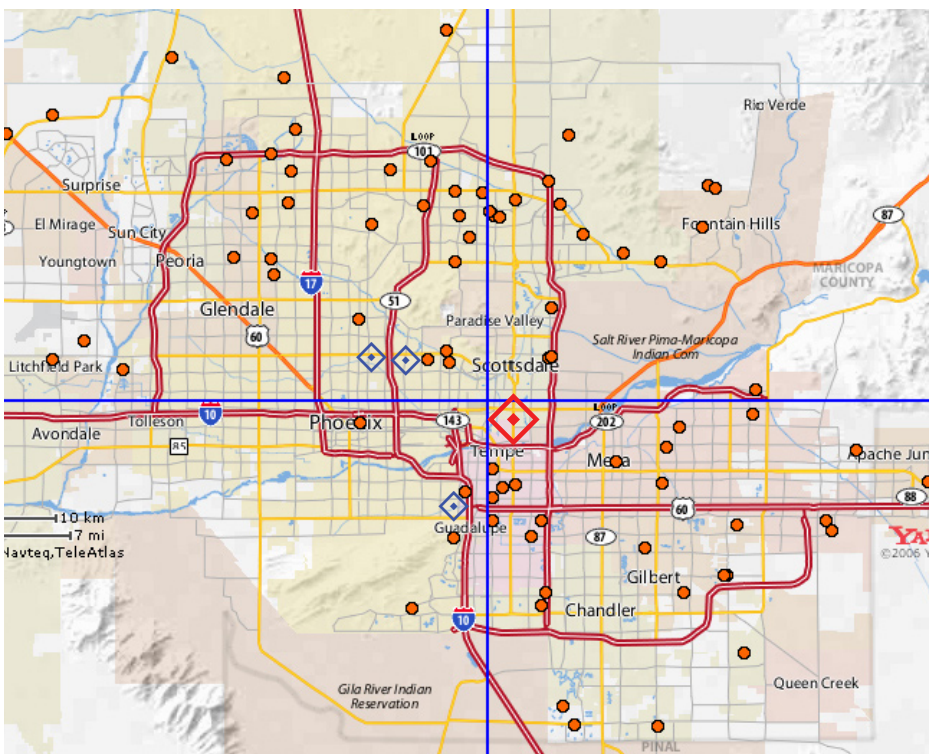 Rio Verde
LOOP
101
Surprise
87
El Mirage
Sun City
Fountain Hills
Youngtown
Peoria
MARICOPA
COUNTY
17
51
Glendale
Paradise Valley
60
Salt River Pima-Maricopa
Indian Com
Litchfield Park
Scottsdale
LOOP
10
Tolleson
Phoenix
143
202
Avondale
85
Tempe
Mesa
Apache Jun
88
10 km
60
Guadalupe
7 mi
87
YA
Navteq,TeleAtlas
©2006 Y
Gilbert
10
Chandler
Gila River Indian
Reservation
Queen Creek
PINAL